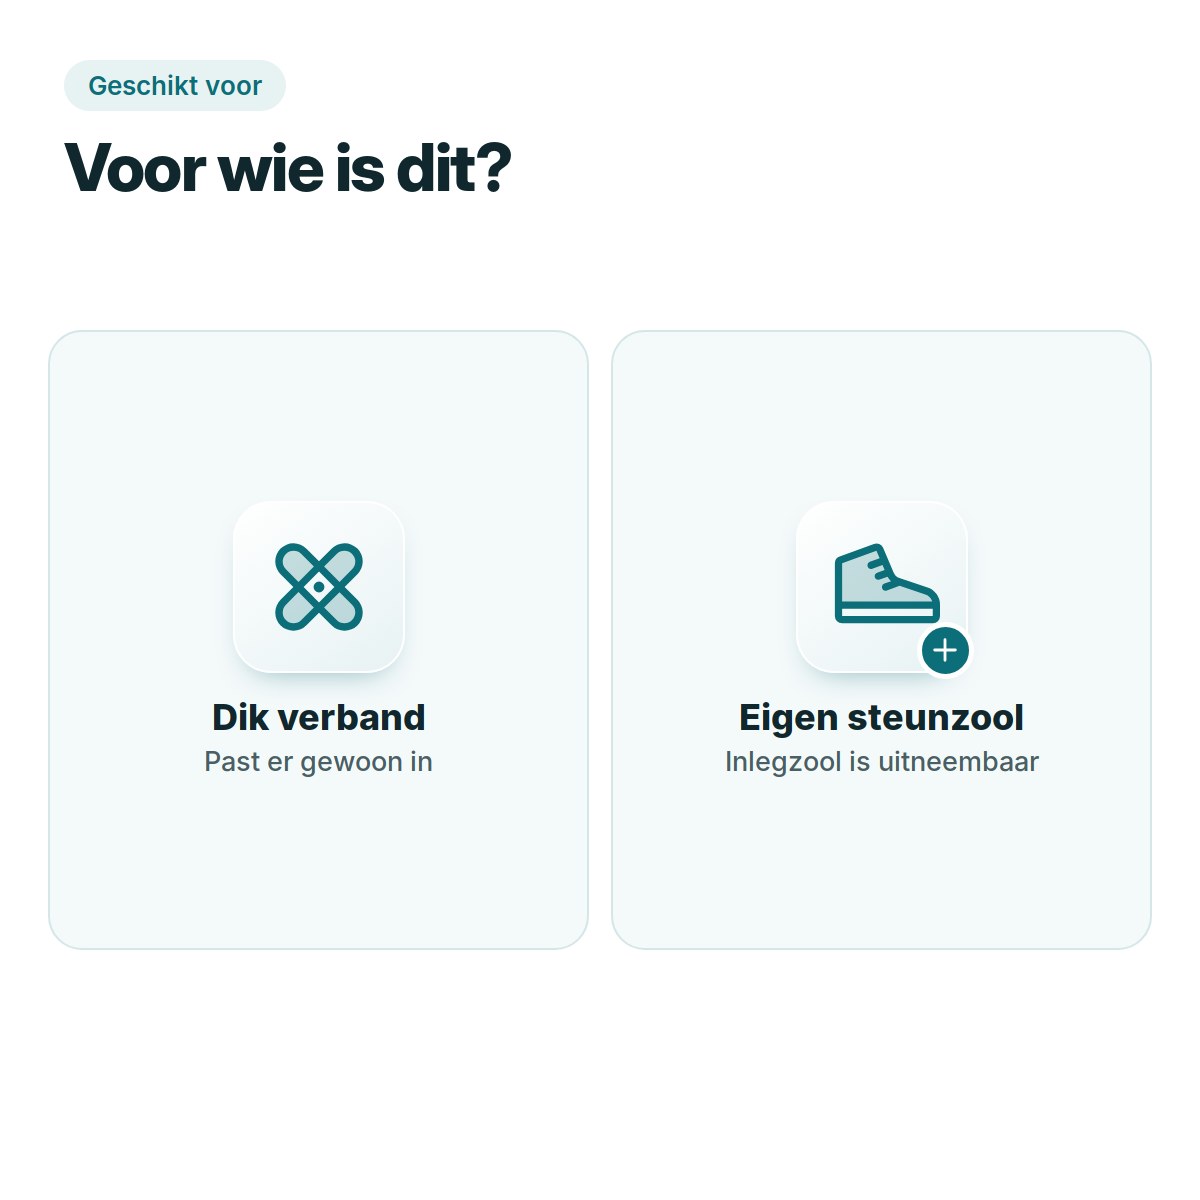 Geschikt voor
Voor wie is dit?
Dik verband
Past er gewoon in
Eigen steunzool
Inlegzool is uitneembaar